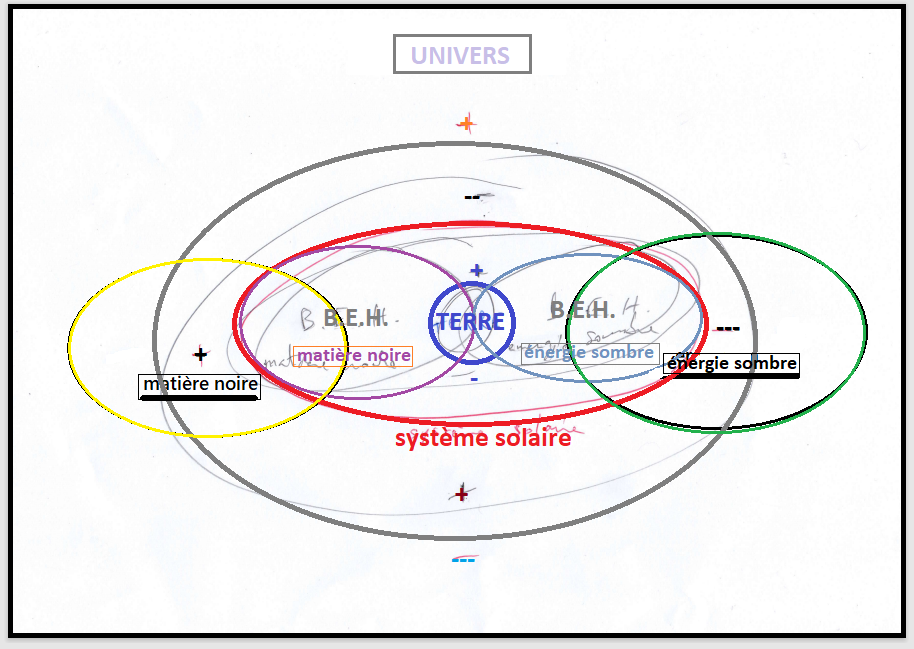 UNIVERS
+
--
+
B.E.H.
B.E.H.
TERRE
---
matière noire
énergie sombre
+
matière noire
énergie sombre
-
système solaire
+
---